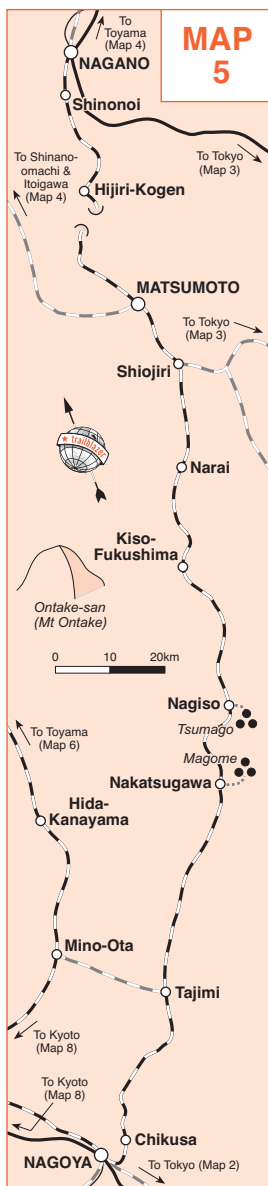 MAP
5
To
Toyama
(Map 4)
NAGANO
Shinonoi
To Tokyo
(Map 3)
To Shinano-
omachi &
Itoigawa
(Map 4)
Hijiri-Kogen
MATSUMOTO
To Tokyo
(Map 3)
Shiojiri
trailblazer
Narai
Kiso-
Fukushima
Ontake-san
(Mt Ontake)
0 10 20km
Nagiso
Tsumago
To Toyama
(Map 6)
Magome
Nakatsugawa
Hida-
Kanayama
Mino-Ota
Tajimi
To Kyoto
(Map 8)
To Kyoto
(Map 8)
Chikusa
NAGOYA
To Tokyo (Map 2)